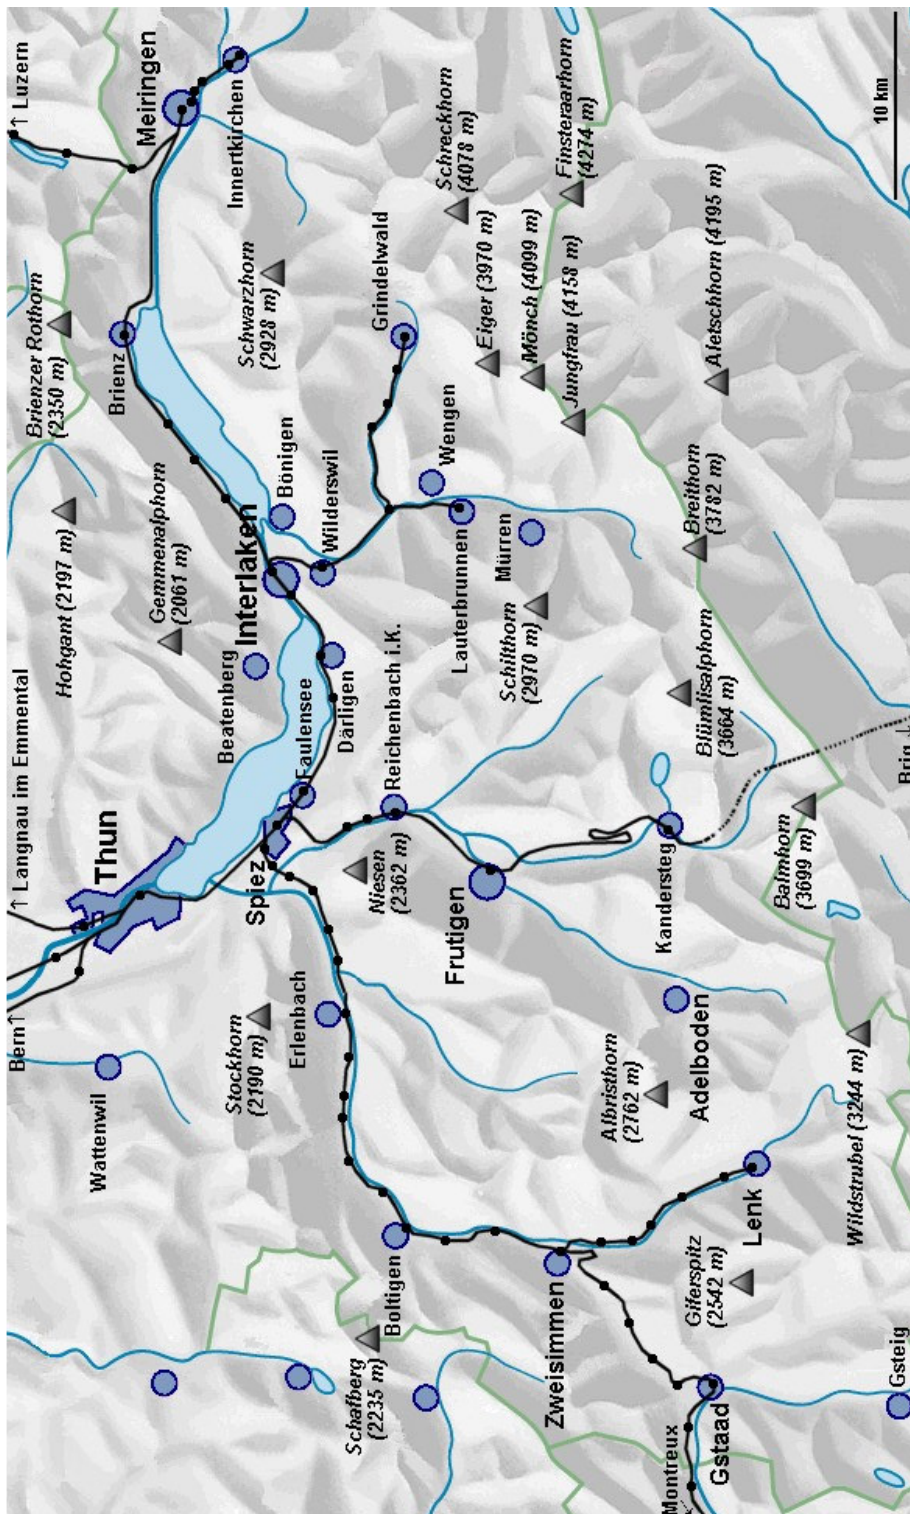 Bern↑
↑ Langnau im Emmental
↑ Luzern
Wattenwil
Thun
Hohgant (2197 m)
Brienzer Rothorn
(2350 m)
Meiringen
Gemmenalphorn
(2061 m)
Brienz
Innertkirchen
Stockhorn
(2190 m)
Beatenberg
Interlaken
Schwarzhorn
(2928 m)
Spiez
Faulensee
Bönigen
Erlenbach
Därligen
Wilderswil
Schafberg
(2235 m)
Boltigen
Niesen
(2362 m)
Reichenbach i.K.
Grindelwald
Schreckhorn
(4078 m)
Frutigen
Lauterbrunnen
Wengen
Eiger (3970 m)
Schilthorn
(2970 m)
Mürren
Mönch (4099 m)
Zweisimmen
Jungfrau (4158 m)
Finsteraarhorn
(4274 m)
Albristhorn
(2762 m)
Kandersteg
Adelboden
Montreux
Gstaad
Giferspitz
(2542 m)
Lenk
Blümlisalphorn
(3664 m)
Breithorn
(3782 m)
Aletschhorn (4195 m)
Balmhorn
(3699 m)
Wildstrubel (3244 m)
Gsteig
Brig ↓
10 km